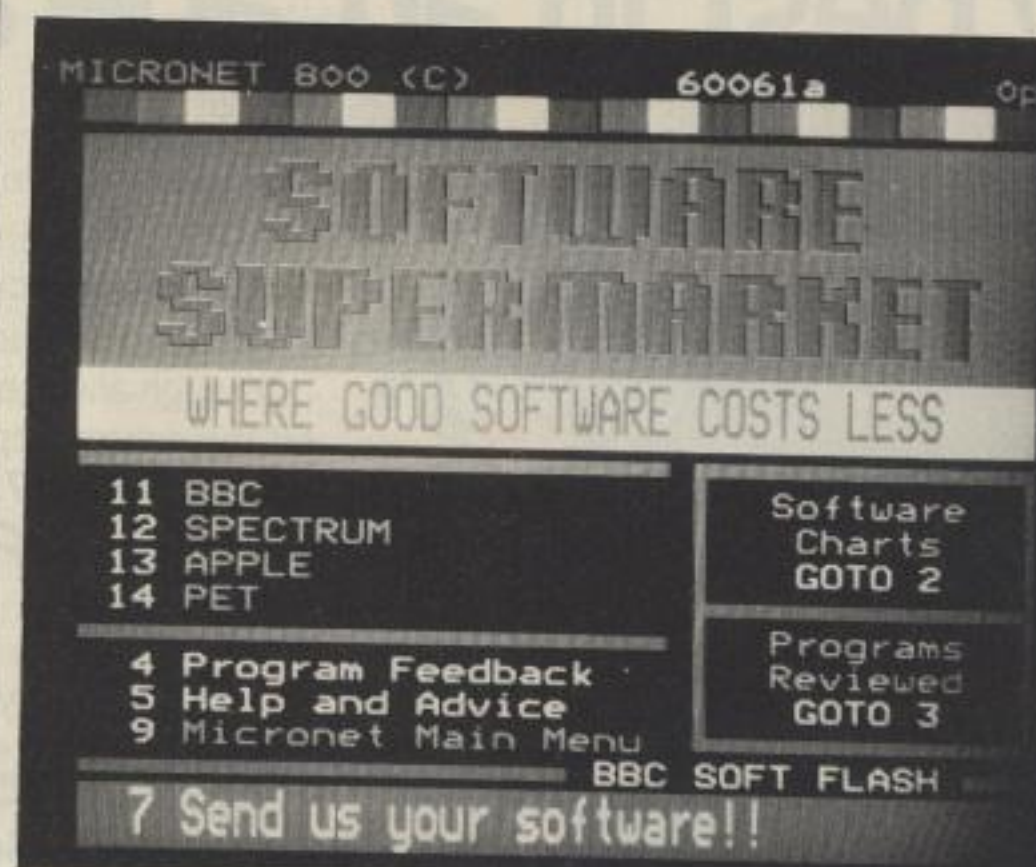 MICRONET 800 (C) 60061a Op
SOFTWARE
SUPERMARKET
WHERE GOOD SOFTWARE COSTS LESS
11 BBC
12 SPECTRUM
13 APPLE
14 PET
Software
Charts
GOTO 2
4 Program Feedback
5 Help and Advice
9 Micronet Main Menu
Programs
Reviewed
GOTO 3
BBC SOFT FLASH
7 Send us your software!!